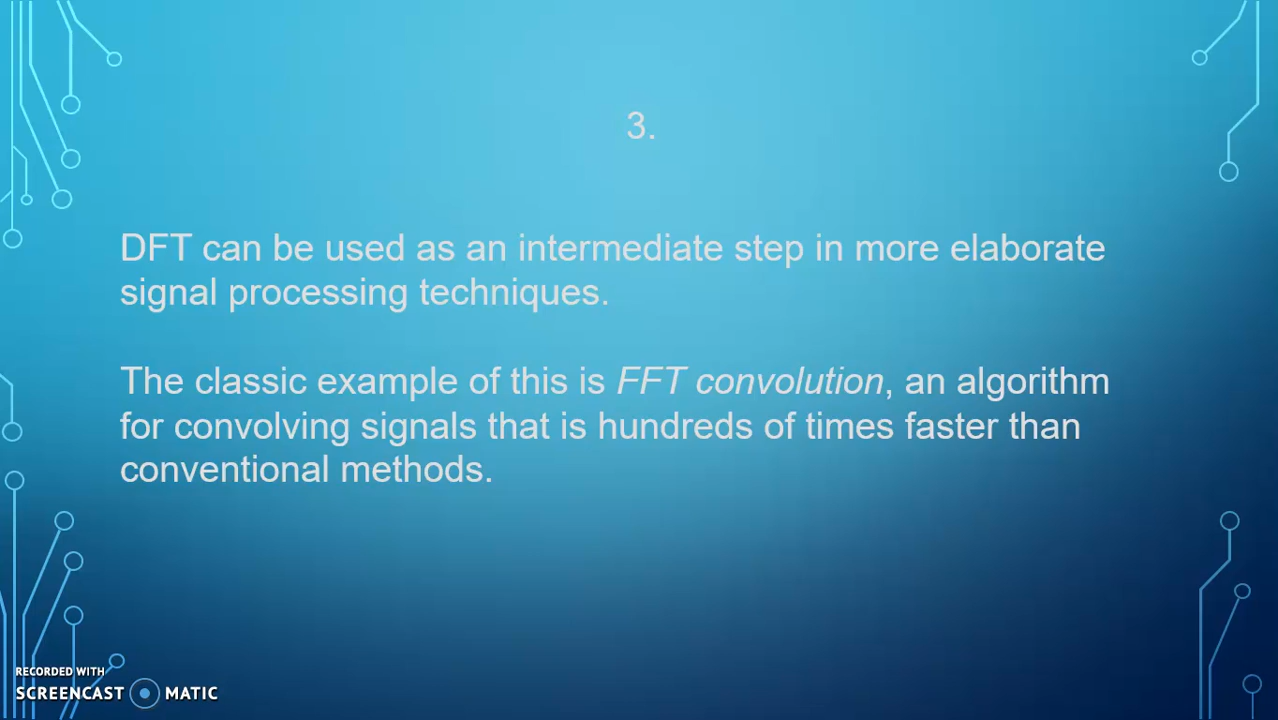 3.
DFT can be used as an intermediate step in more elaborate
signal processing techniques.
The classic example of this is FFT convolution, an algorithm
for convolving signals that is hundreds of times faster than
conventional methods.
RECORDED WITH
SCREENCAST MATIC